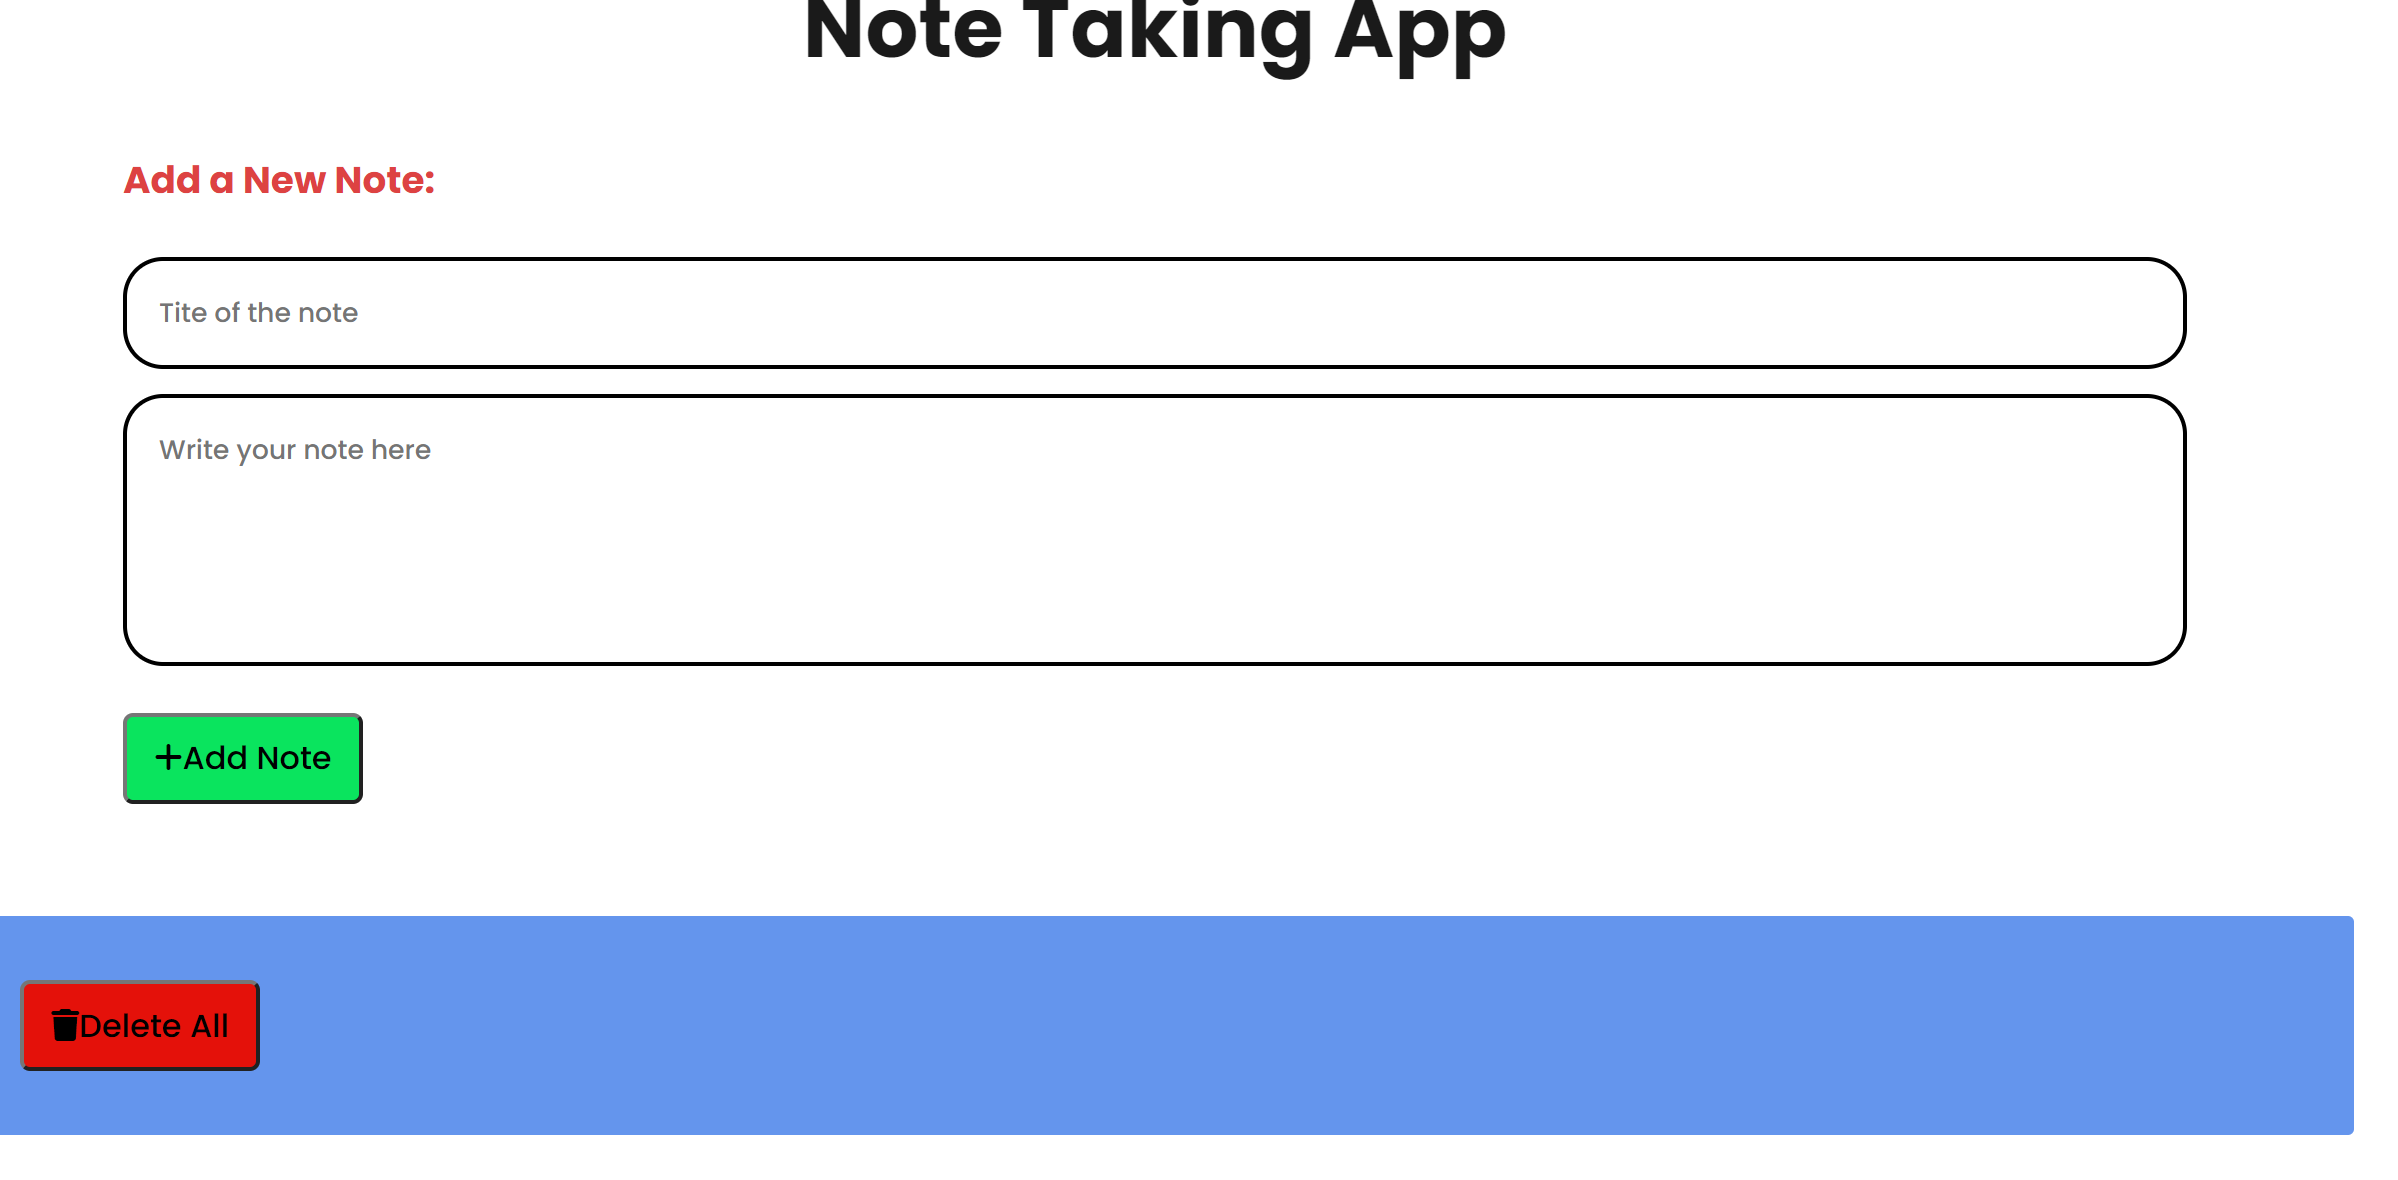 Note Taking App
Add a New Note:
Tite of the note
Write your note here
+Add Note
Delete All